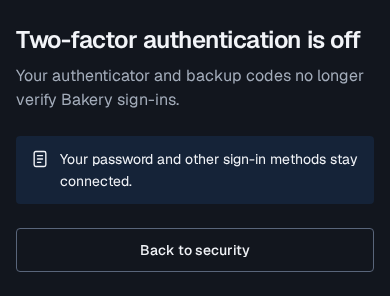 Two-factor authentication is off
Your authenticator and backup codes no longer
verify Bakery sign-ins.
Your password and other sign-in methods stay
connected.
Back to security